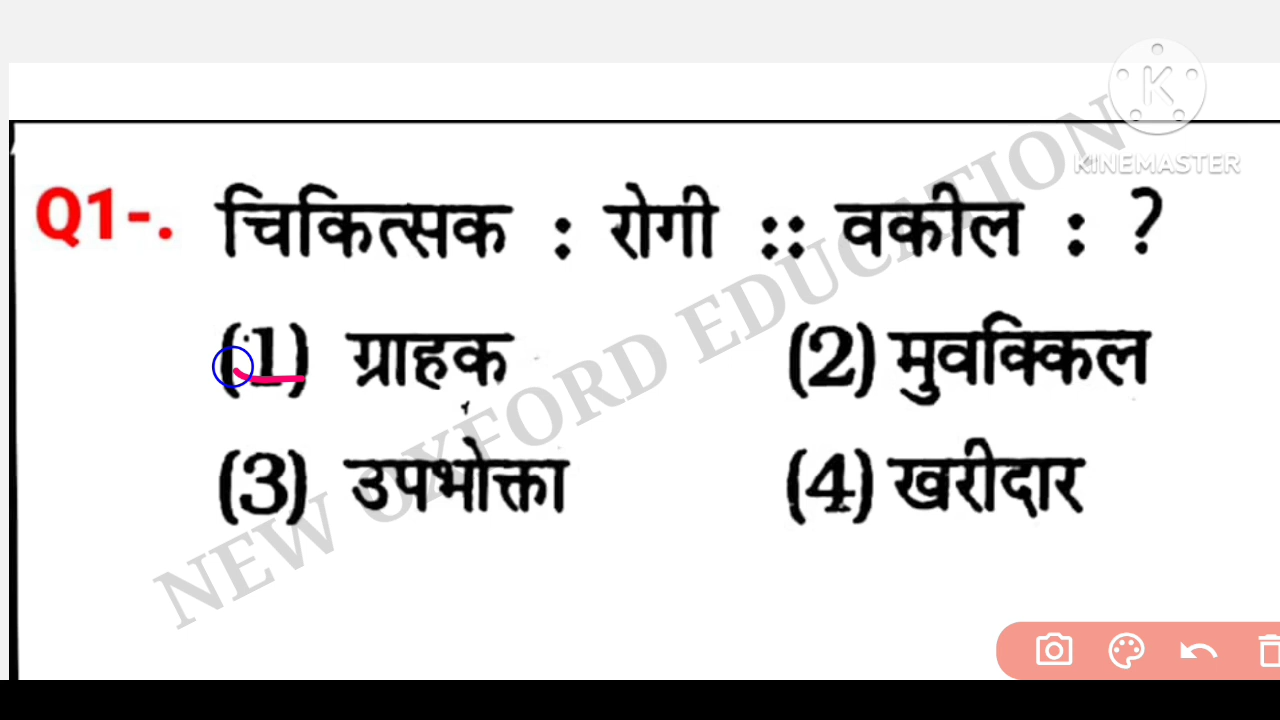 KINEMASTER
Q1-. चिकित्सक : रोगी :: वकील : ?
(1) ग्राहक (2) मुवक्किल
(3) उपभोक्ता (4) खरीदार
NEW OXFORD EDUCATION